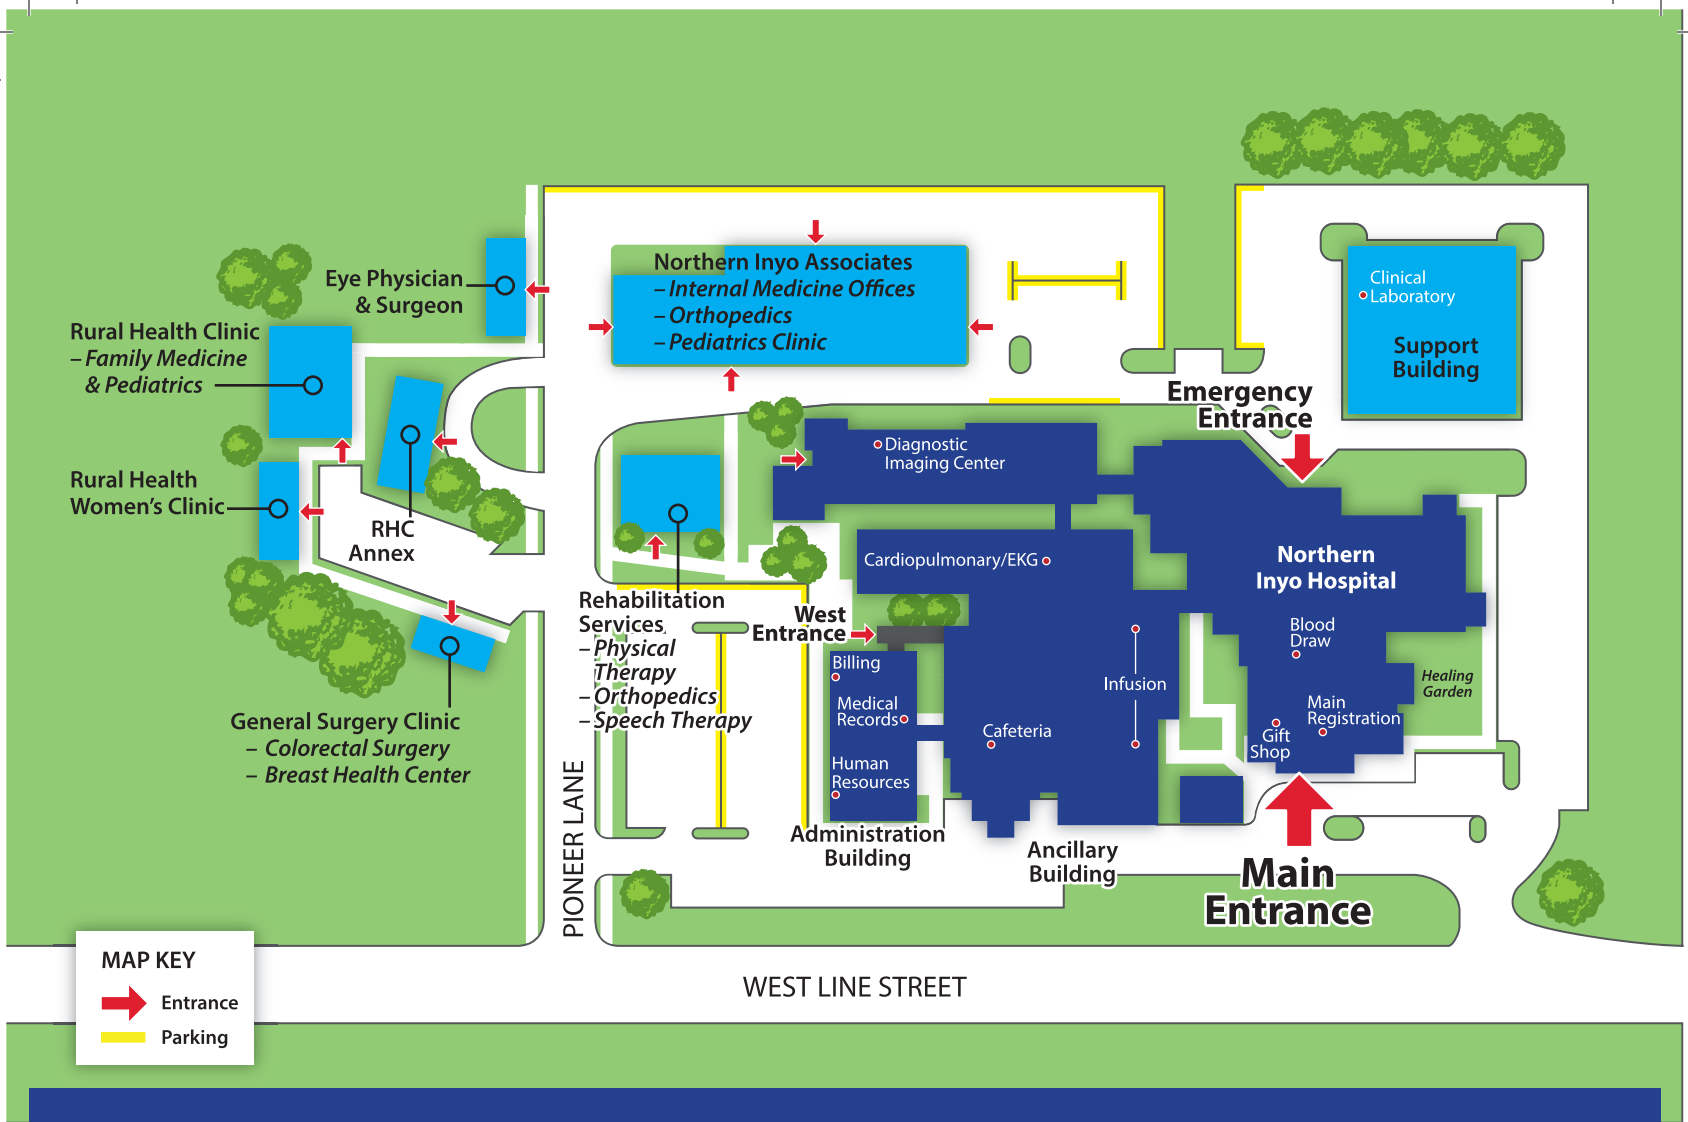 Northern Inyo Associates
– Internal Medicine Offices
– Orthopedics
– Pediatrics Clinic
Eye Physician
& Surgeon
Rural Health Clinic
– Family Medicine
& Pediatrics
Rural Health
Women's Clinic
RHC
Annex
General Surgery Clinic
– Colorectal Surgery
– Breast Health Center
Clinical
Laboratory
Support
Building
Emergency
Entrance
Diagnostic
Imaging Center
Cardiopulmonary/EKG
Northern
Inyo Hospital
Rehabilitation
Services
– Physical
Therapy
– Orthopedics
– Speech Therapy
West
Entrance
Billing
Medical
Records
Human
Resources
Administration
Building
Infusion
Cafeteria
Ancillary
Building
Blood
Draw
Main
Registration
Gift
Shop
Healing
Garden
Main
Entrance
PIONEER LANE
WEST LINE STREET
MAP KEY
Entrance
Parking